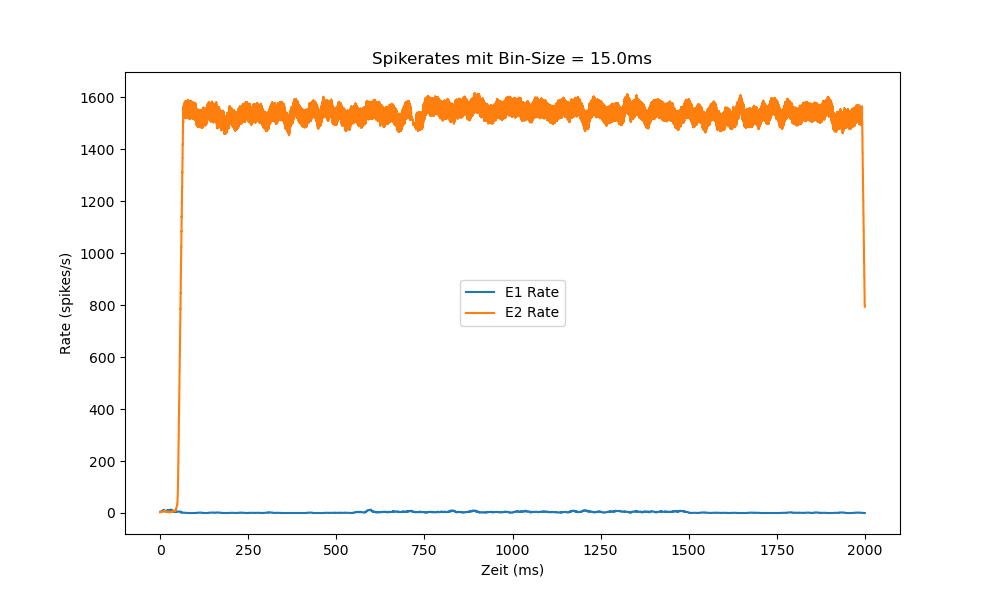 Spikerates mit Bin-Size = 15.0ms
1600
1400
1200
1000
800
600
400
200
0
Rate (spikes/s)
E1 Rate
E2 Rate
0 250 500 750 1000 1250 1500 1750 2000
Zeit (ms)